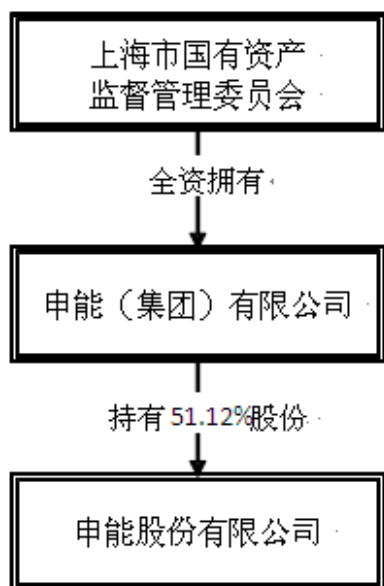 上海市国有资产
监督管理委员会
全资拥有
申能（集团）有限公司
持有 51.12%股份
申能股份有限公司